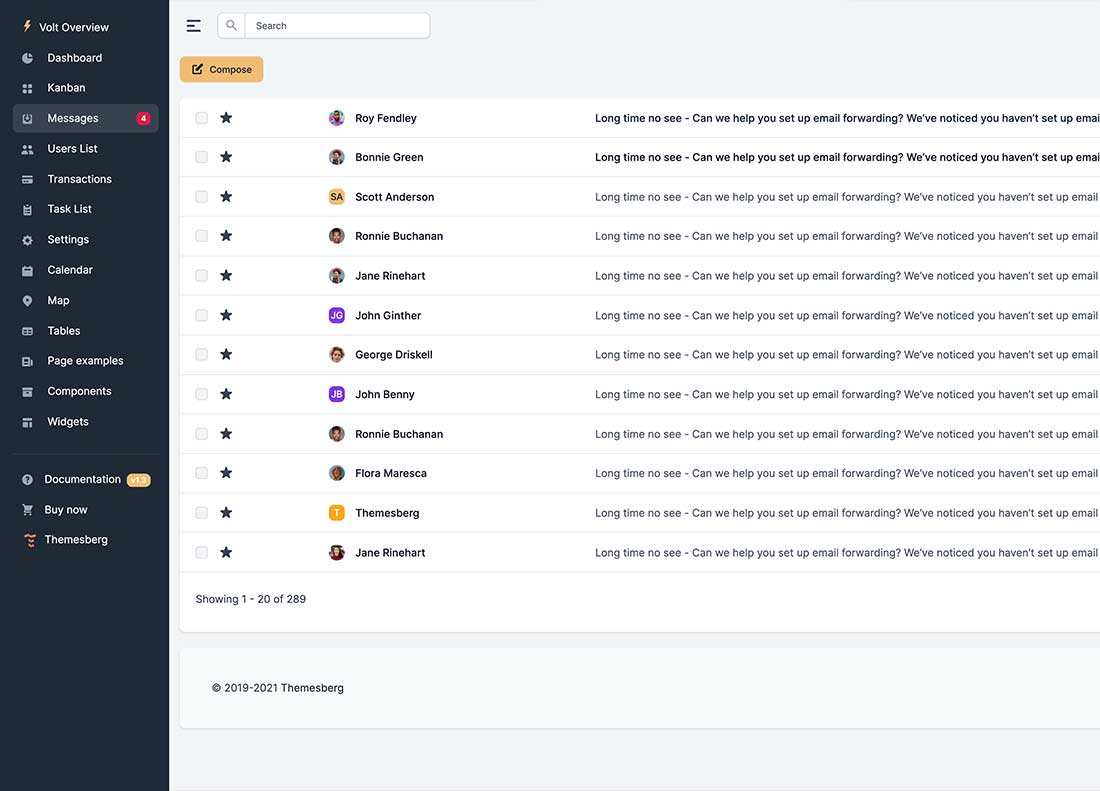 Volt Overview
Dashboard
Kanban
Messages 4
Users List
Transactions
Task List
Settings
Calendar
Map
Tables
Page examples
Components
Widgets
Documentation v1.3
Buy now
Themesberg
Search
Compose
Roy Fendley Long time no see - Can we help you set up email forwarding? We’ve noticed you haven’t set up emai
Bonnie Green Long time no see - Can we help you set up email forwarding? We’ve noticed you haven’t set up emai
SA Scott Anderson Long time no see - Can we help you set up email forwarding? We’ve noticed you haven’t set up email
Ronnie Buchanan Long time no see - Can we help you set up email forwarding? We’ve noticed you haven’t set up email
Jane Rinehart Long time no see - Can we help you set up email forwarding? We’ve noticed you haven’t set up email
JG John Ginther Long time no see - Can we help you set up email forwarding? We’ve noticed you haven’t set up email
George Driskell Long time no see - Can we help you set up email forwarding? We’ve noticed you haven’t set up email
JB John Benny Long time no see - Can we help you set up email forwarding? We’ve noticed you haven’t set up email
Ronnie Buchanan Long time no see - Can we help you set up email forwarding? We’ve noticed you haven’t set up email
Flora Maresca Long time no see - Can we help you set up email forwarding? We’ve noticed you haven’t set up email
T Themesberg Long time no see - Can we help you set up email forwarding? We’ve noticed you haven’t set up email
Jane Rinehart Long time no see - Can we help you set up email forwarding? We’ve noticed you haven’t set up email
Showing 1 - 20 of 289
© 2019-2021 Themesberg